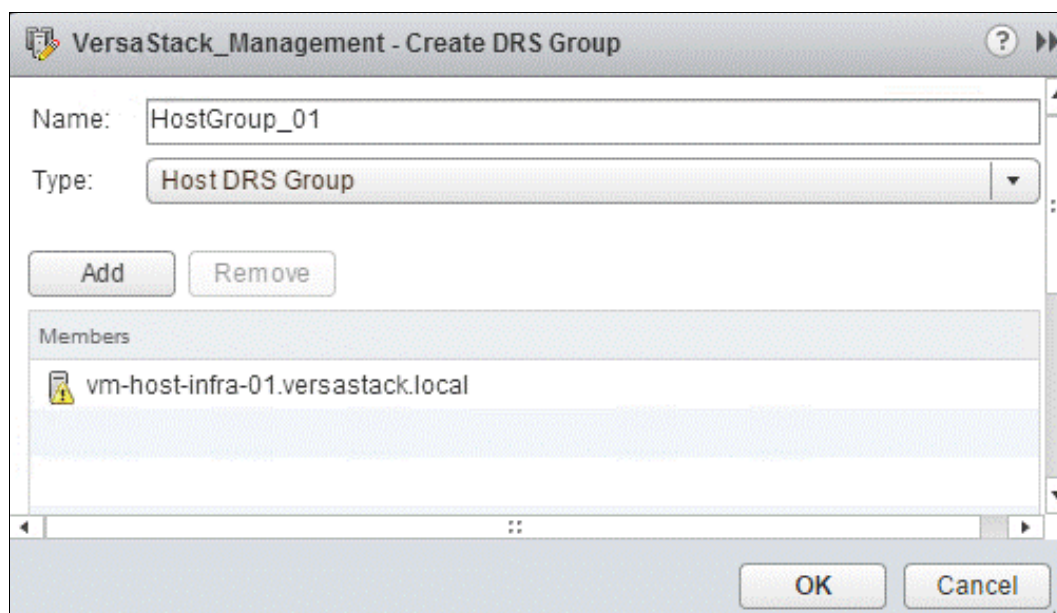 VersaStack_Management - Create DRS Group ?
Name: HostGroup_01
Type: Host DRS Group
Add Remove
Members
vm-host-infra-01.versastack.local
OK Cancel